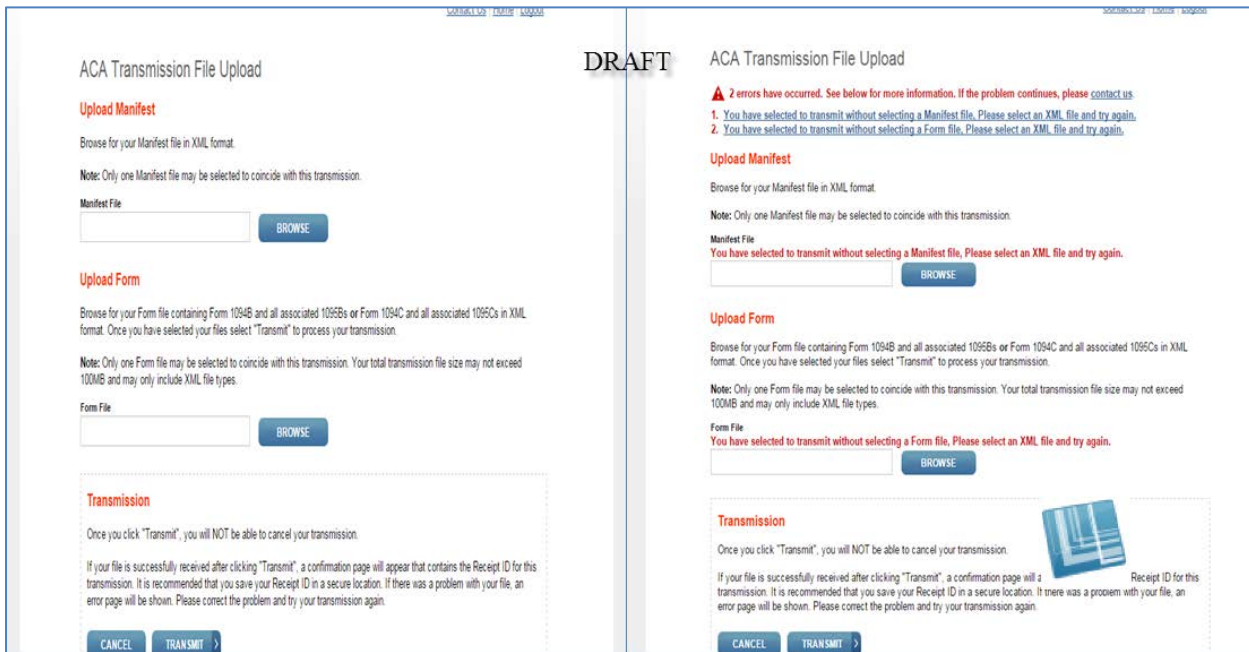 Contact Us | Home | Logout
ACA Transmission File Upload
Upload Manifest
Browse for your Manifest file in XML format.
Note: Only one Manifest file may be selected to coincide with this transmission.
Manifest File
BROWSE
Upload Form
Browse for your Form file containing Form 1094B and all associated 1095Bs or Form 1094C and all associated 1095Cs in XML
format. Once you have selected your files select "Transmit" to process your transmission.
Note: Only one Form file may be selected to coincide with this transmission. Your total transmission file size may not exceed
100MB and may only include XML file types.
Form File
BROWSE
Transmission
Once you click "Transmit", you will NOT be able to cancel your transmission.
If your file is successfully received after clicking "Transmit", a confirmation page will appear that contains the Receipt ID for this
transmission. It is recommended that you save your Receipt ID in a secure location. If there was a problem with your file, an
error page will be shown. Please correct the problem and try your transmission again.
CANCEL TRANSMIT
DRAFT
Contact Us | Home | Logout
ACA Transmission File Upload
2 errors have occurred. See below for more information. If the problem continues, please contact us.
1. You have selected to transmit without selecting a Manifest file, Please select an XML file and try again.
2. You have selected to transmit without selecting a Form file, Please select an XML file and try again.
Upload Manifest
Browse for your Manifest file in XML format.
Note: Only one Manifest file may be selected to coincide with this transmission.
Manifest File
You have selected to transmit without selecting a Manifest file, Please select an XML file and try again.
BROWSE
Upload Form
Browse for your Form file containing Form 1094B and all associated 1095Bs or Form 1094C and all associated 1095Cs in XML
format. Once you have selected your files select "Transmit" to process your transmission.
Note: Only one Form file may be selected to coincide with this transmission. Your total transmission file size may not exceed
100MB and may only include XML file types.
Form File
You have selected to transmit without selecting a Form file, Please select an XML file and try again.
BROWSE
Transmission
Once you click "Transmit", you will NOT be able to cancel your transmission.
If your file is successfully received after clicking "Transmit", a confirmation page will a Receipt ID for this
transmission. It is recommended that you save your Receipt ID in a secure location. If there was a problem with your file, an
error page will be shown. Please correct the problem and try your transmission again.
CANCEL TRANSMIT